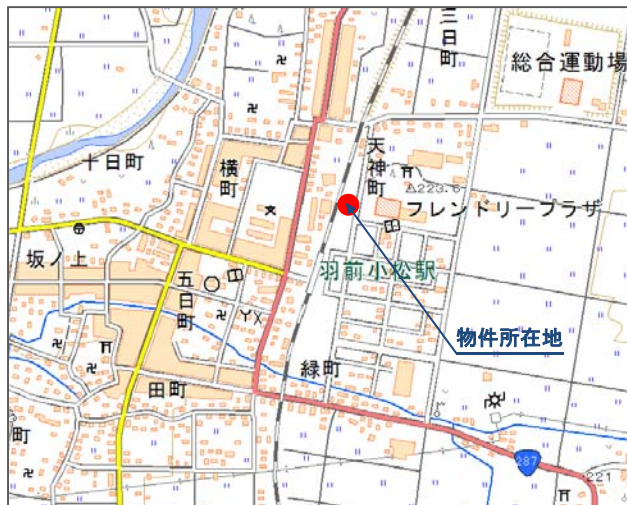 三日町
総合運動場
十日町
横町
天神町
△223.6
フレンドリープラザ
坂ノ上
羽前小松駅
五日町
物件所在地
緑町
田町
町
287
221